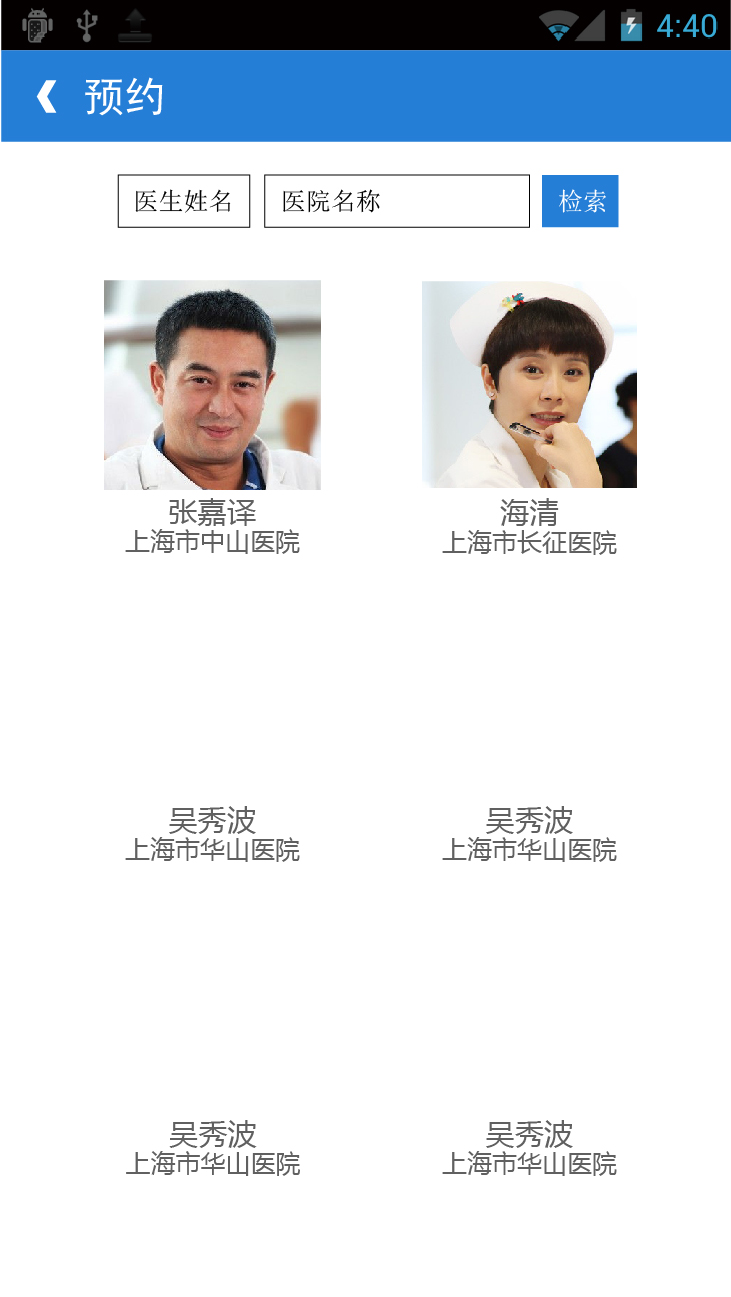 4:40
预约
医生姓名 医院名称 检索
张嘉译 海清
上海市中山医院 上海市长征医院
吴秀波 吴秀波
上海市华山医院 上海市华山医院
吴秀波 吴秀波
上海市华山医院 上海市华山医院